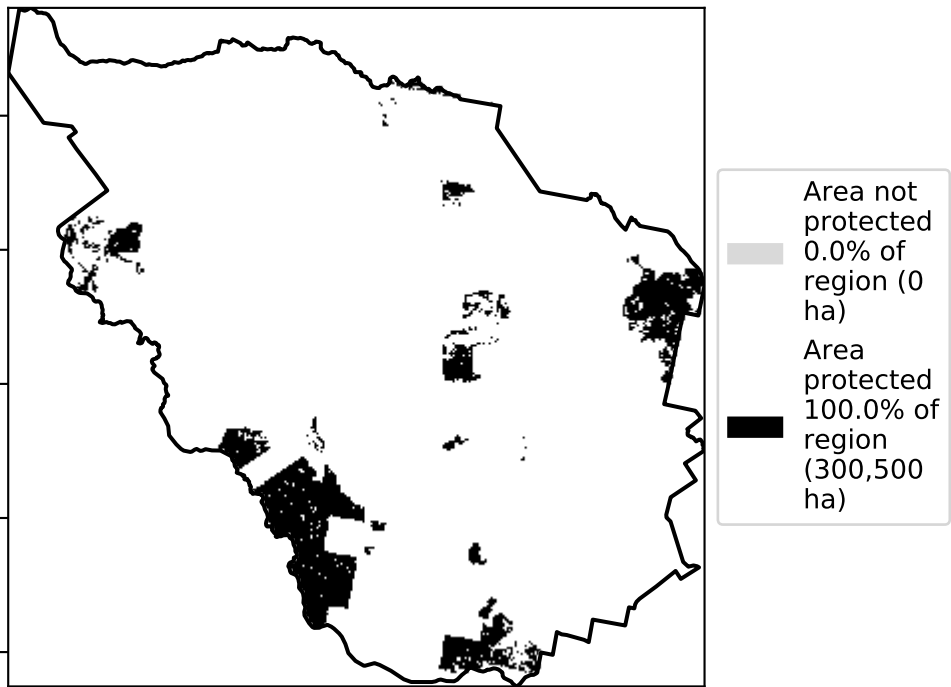 Area not
protected
0.0% of
region (0
ha)
Area
protected
100.0% of
region
(300,500
ha)